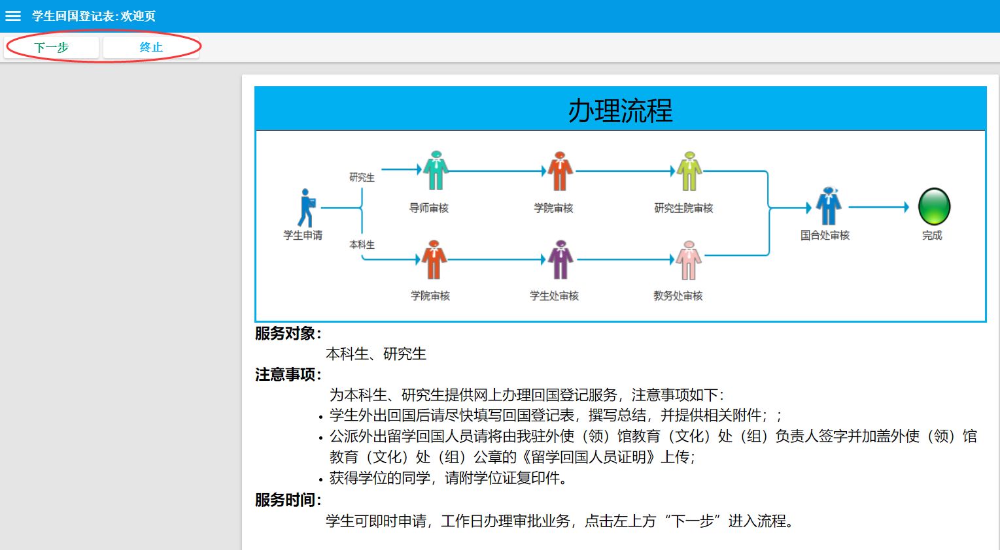 学生回国登记表:欢迎页
下一步 终止
办理流程
研究生
导师审核 学院审核 研究生院审核
学生申请 国合处审核 完成
本科生
学院审核 学生处审核 教务处审核
服务对象：
本科生、研究生
注意事项：
为本科生、研究生提供网上办理回国登记服务，注意事项如下：
• 学生外出回国后请尽快填写回国登记表，撰写总结，并提供相关附件；；
• 公派外出留学回国人员请将由我驻外使（领）馆教育（文化）处（组）负责人签字并加盖外使（领）馆
教育（文化）处（组）公章的《留学回国人员证明》上传；
• 获得学位的同学，请附学位证复印件。
服务时间：
学生可即时申请，工作日办理审批业务，点击左上方“下一步”进入流程。